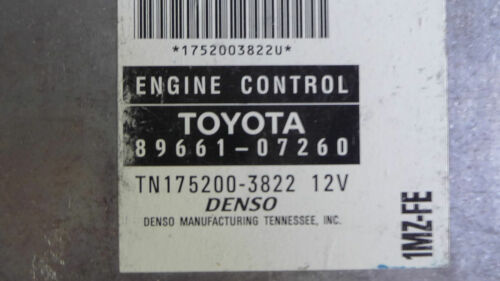 *1752003822U*
ENGINE CONTROL
TOYOTA
89661-07260
TN175200-3822 12V
DENSO
DENSO MANUFACTURING TENNESSEE, INC.
1MZ-FE